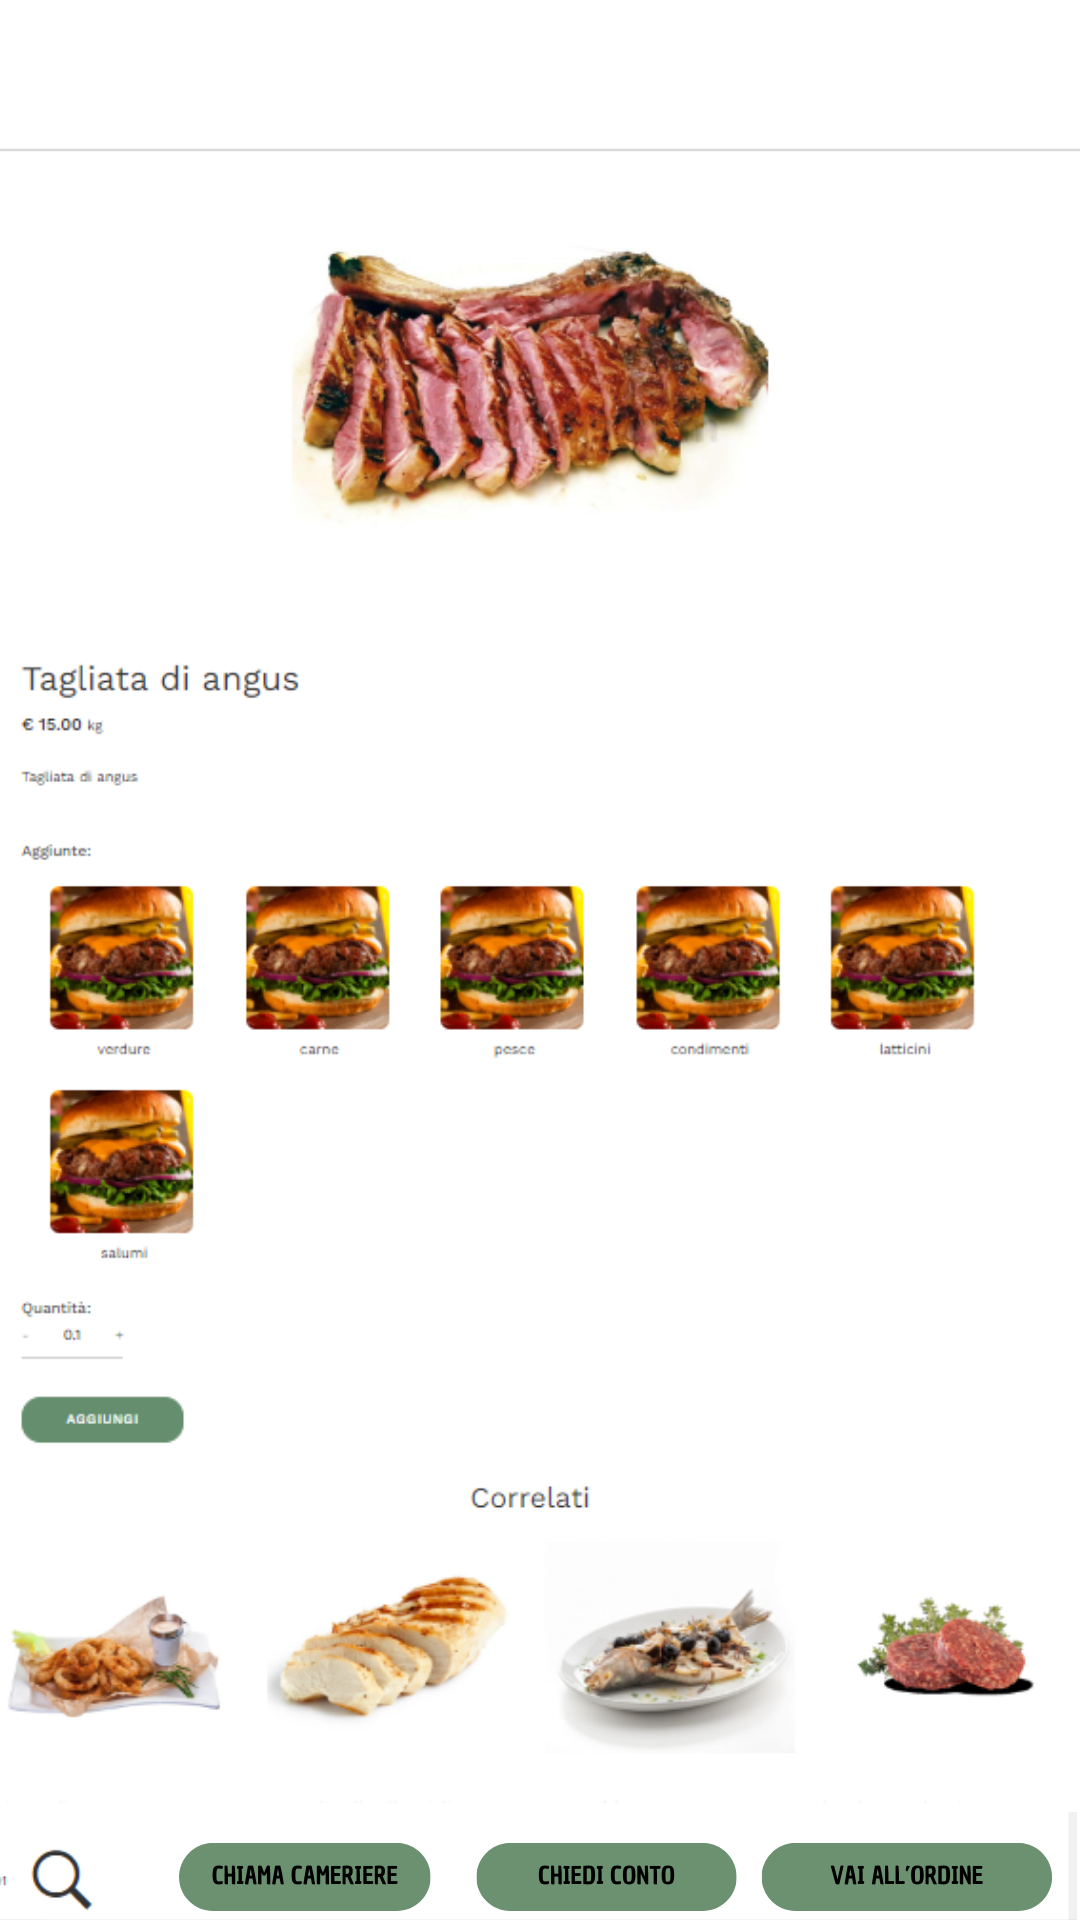 Tagliata di angus
€ 15.00 kg
Tagliata di angus
Aggiunte:
verdure carne pesce condimenti latticini
salumi
Quantità:
- 0.1 +
AGGIUNGI
Correlati
CHIAMA CAMERIERE CHIEDI CONTO VAI ALL'ORDINE